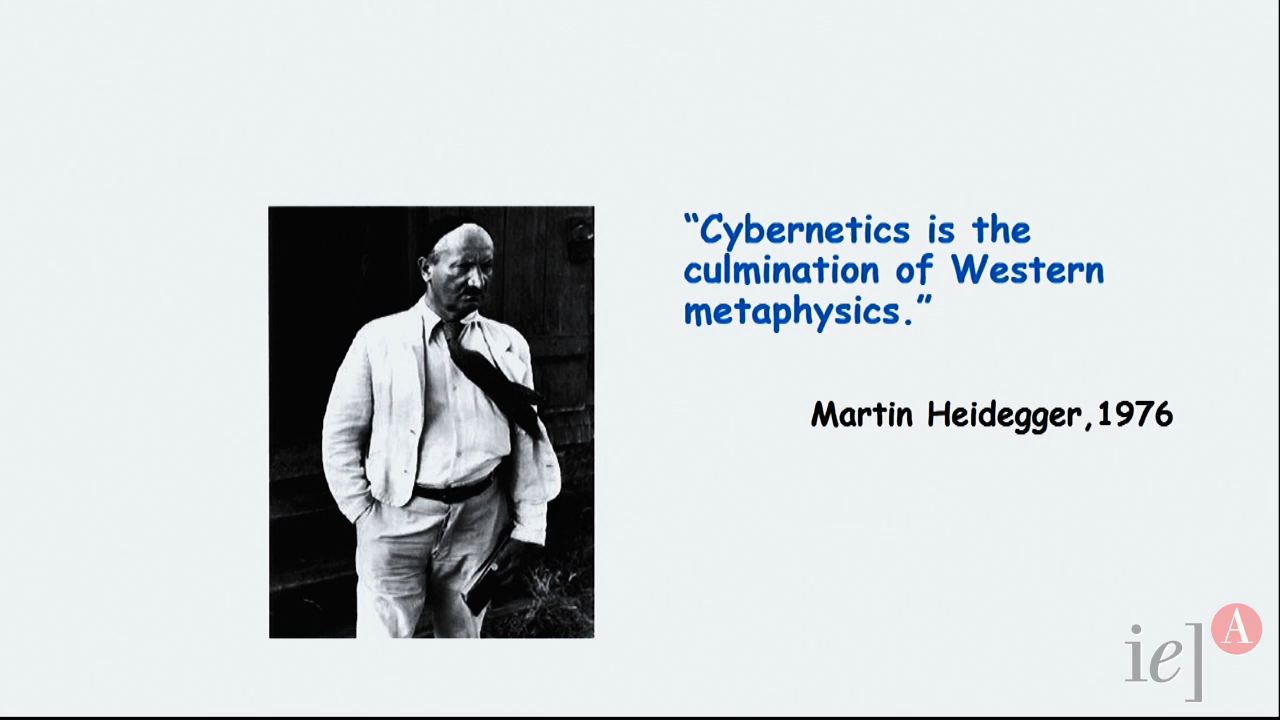 “Cybernetics is the
culmination of Western
metaphysics.”
Martin Heidegger,1976
ie]
A